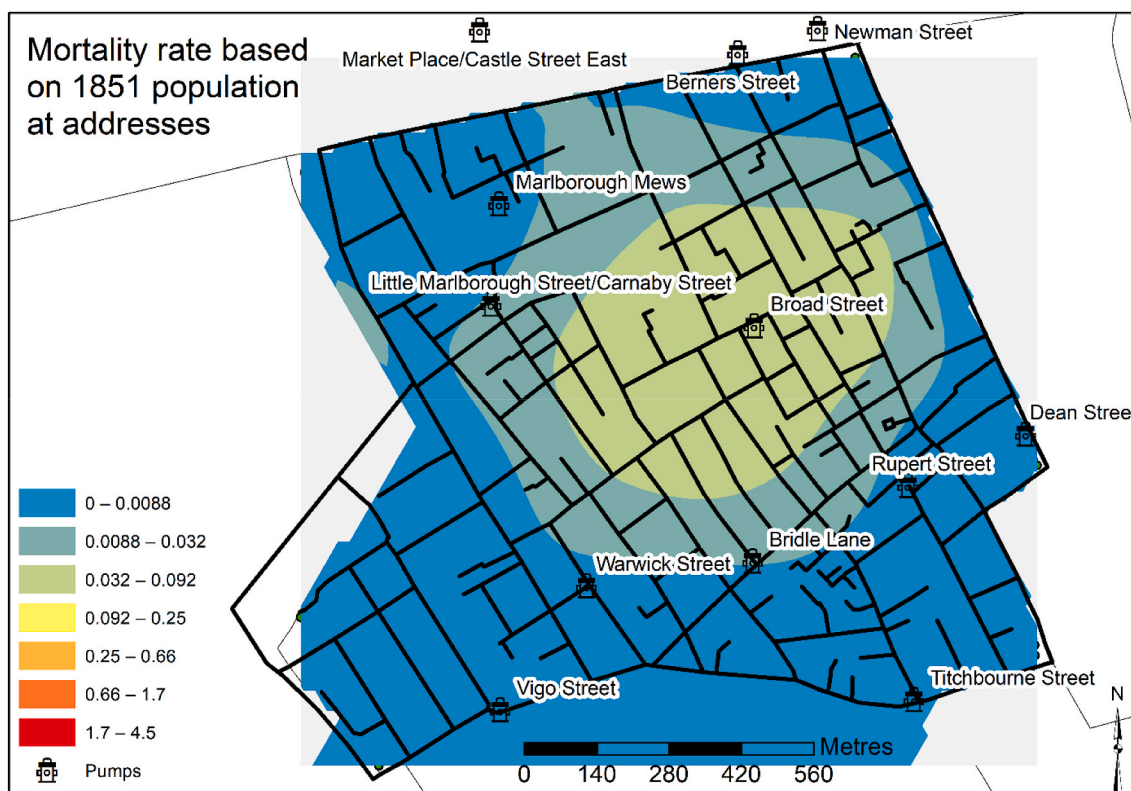 Mortality rate based
on 1851 population
at addresses
Newman Street
Market Place/Castle Street East
Berners Street
Marlborough Mews
Little Marlborough Street/Carnaby Street
Broad Street
Dean Stree
Rupert Street
Bridle Lane
Warwick Street
Vigo Street
Titchbourne Street
0 – 0.0088
0.0088 – 0.032
0.032 – 0.092
0.092 – 0.25
0.25 – 0.66
0.66 – 1.7
1.7 – 4.5
Pumps
Metres
0 140 280 420 560
N